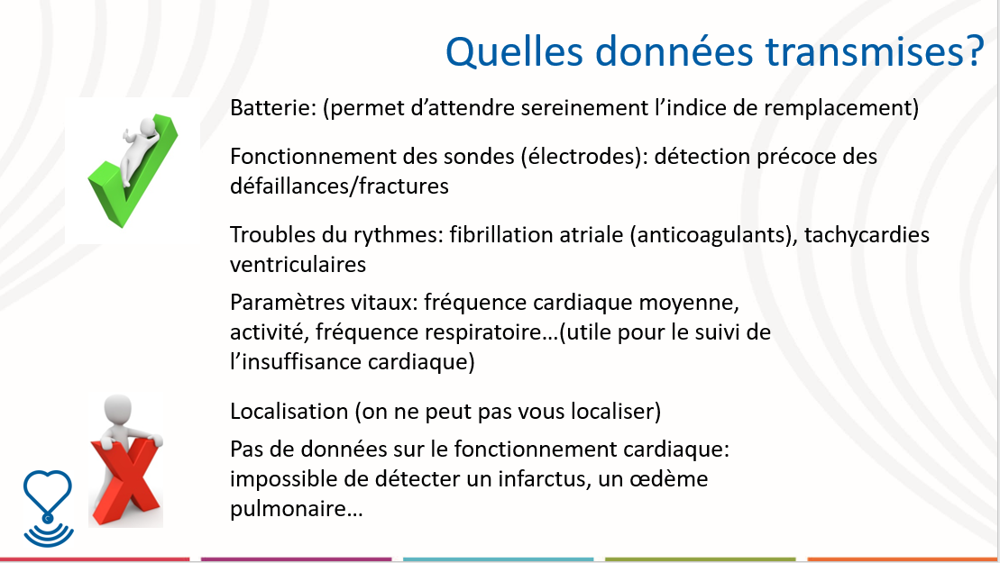 Quelles données transmises?
Batterie: (permet d’attendre sereinement l’indice de remplacement)
Fonctionnement des sondes (électrodes): détection précoce des
défaillances/fractures
Troubles du rythmes: fibrillation atriale (anticoagulants), tachycardies
ventriculaires
Paramètres vitaux: fréquence cardiaque moyenne,
activité, fréquence respiratoire…(utile pour le suivi de
l’insuffisance cardiaque)
Localisation (on ne peut pas vous localiser)
Pas de données sur le fonctionnement cardiaque:
impossible de détecter un infarctus, un œdème
pulmonaire…